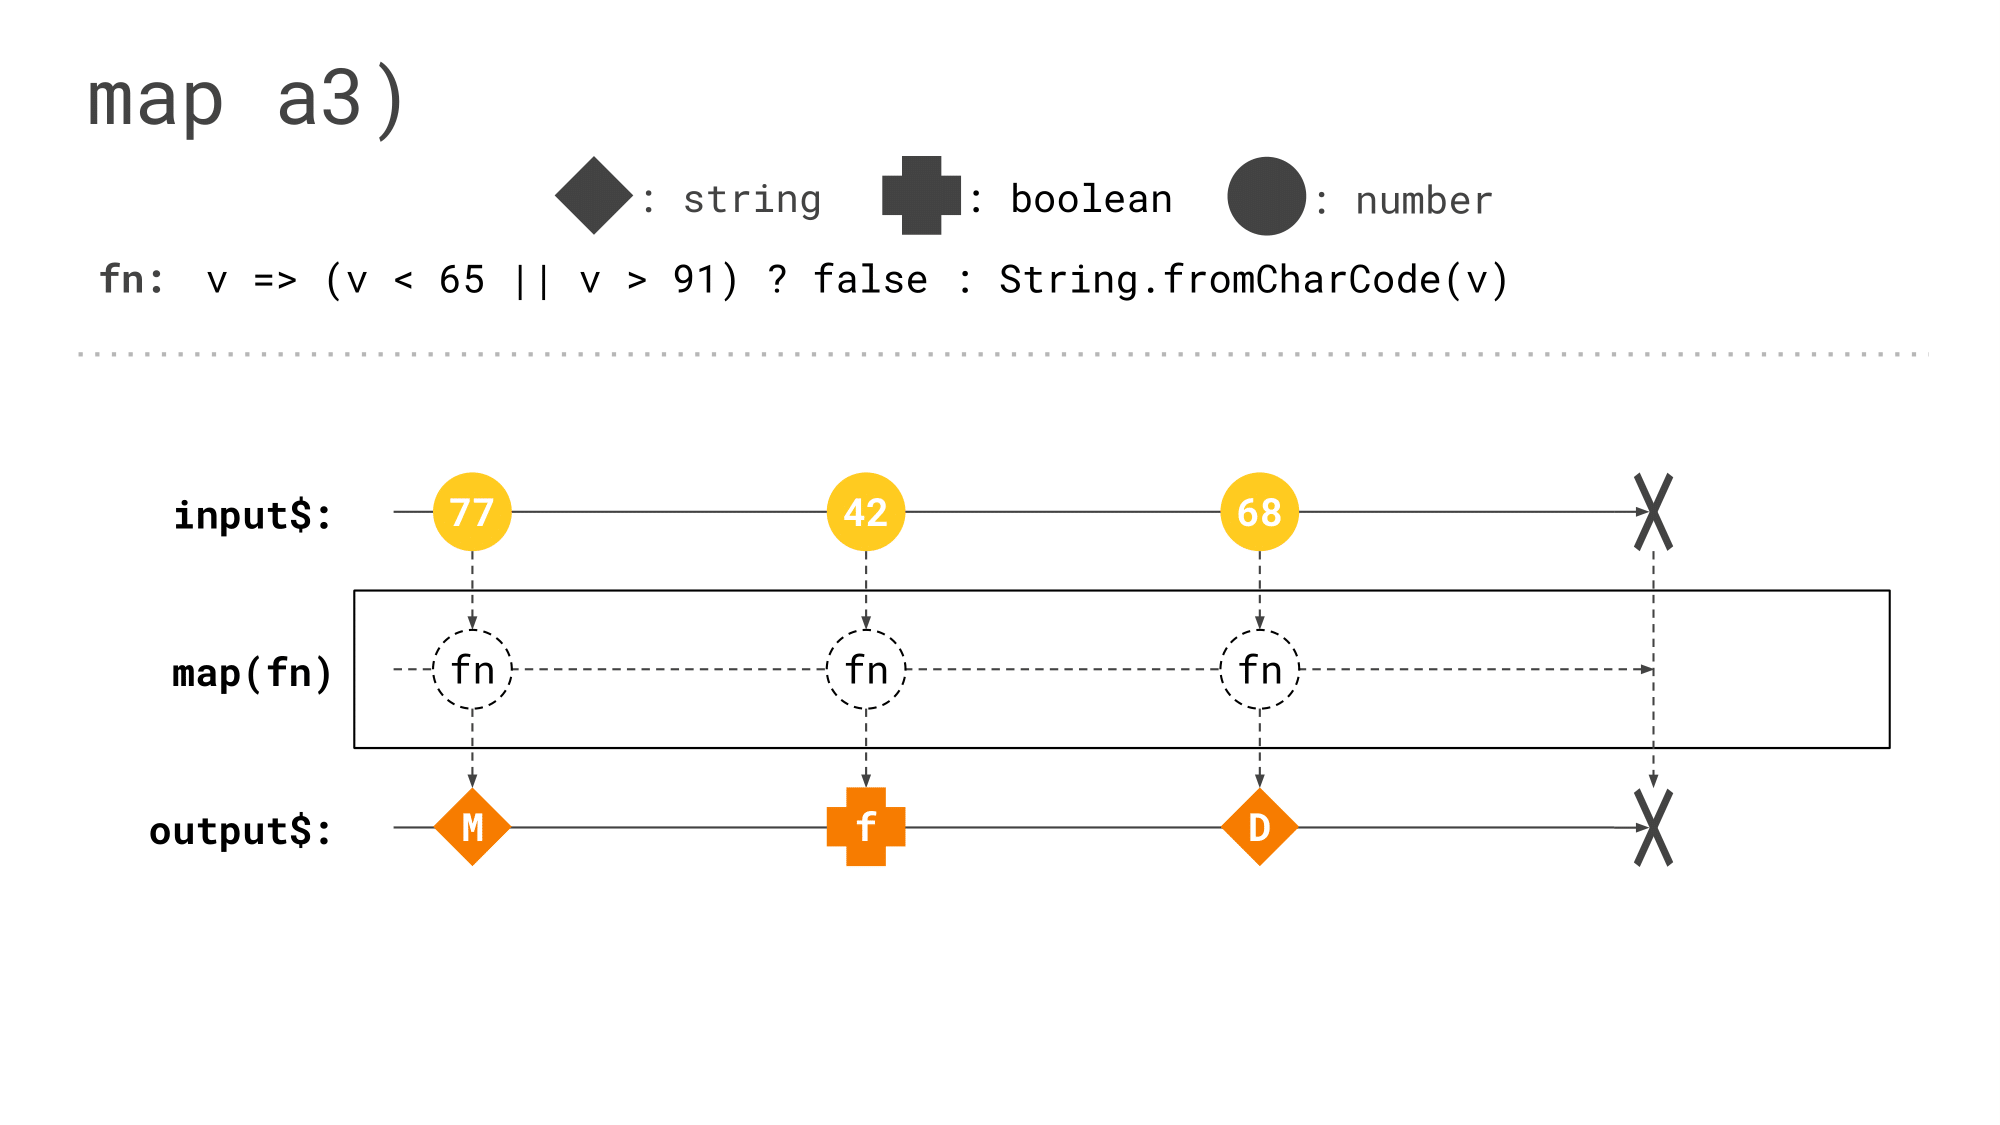 map a3)
: string : boolean : number
fn: v => (v < 65 || v > 91) ? false : String.fromCharCode(v)
input$: 77 42 68
map(fn) fn fn fn
output$: M f D